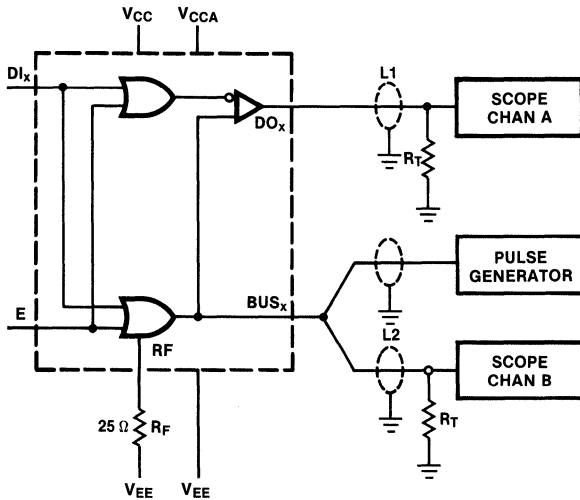 VCC VCCA
DIx
L1
SCOPE
CHAN A
DOx
RT
PULSE
GENERATOR
BUSx
E
RF
L2
SCOPE
CHAN B
25 Ω RF
RT
VEE VEE